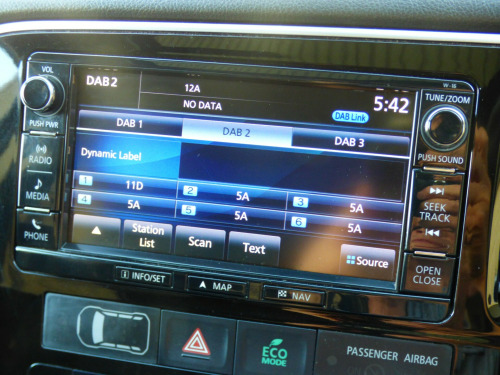 W-16
VOL
DAB 2
12A
NO DATA
5:42
DAB Link
TUNE/ZOOM
PUSH PWR
DAB 1
DAB 2
DAB 3
PUSH SOUND
RADIO
Dynamic Label
MEDIA
1 11D
2 5A
3 5A
SEEK
TRACK
4 5A
5 5A
6 5A
PHONE
Station
List
Scan
Text
Source
OPEN
CLOSE
i INFO/SET
MAP
NAV
ECO
MODE
PASSENGER AIRBAG